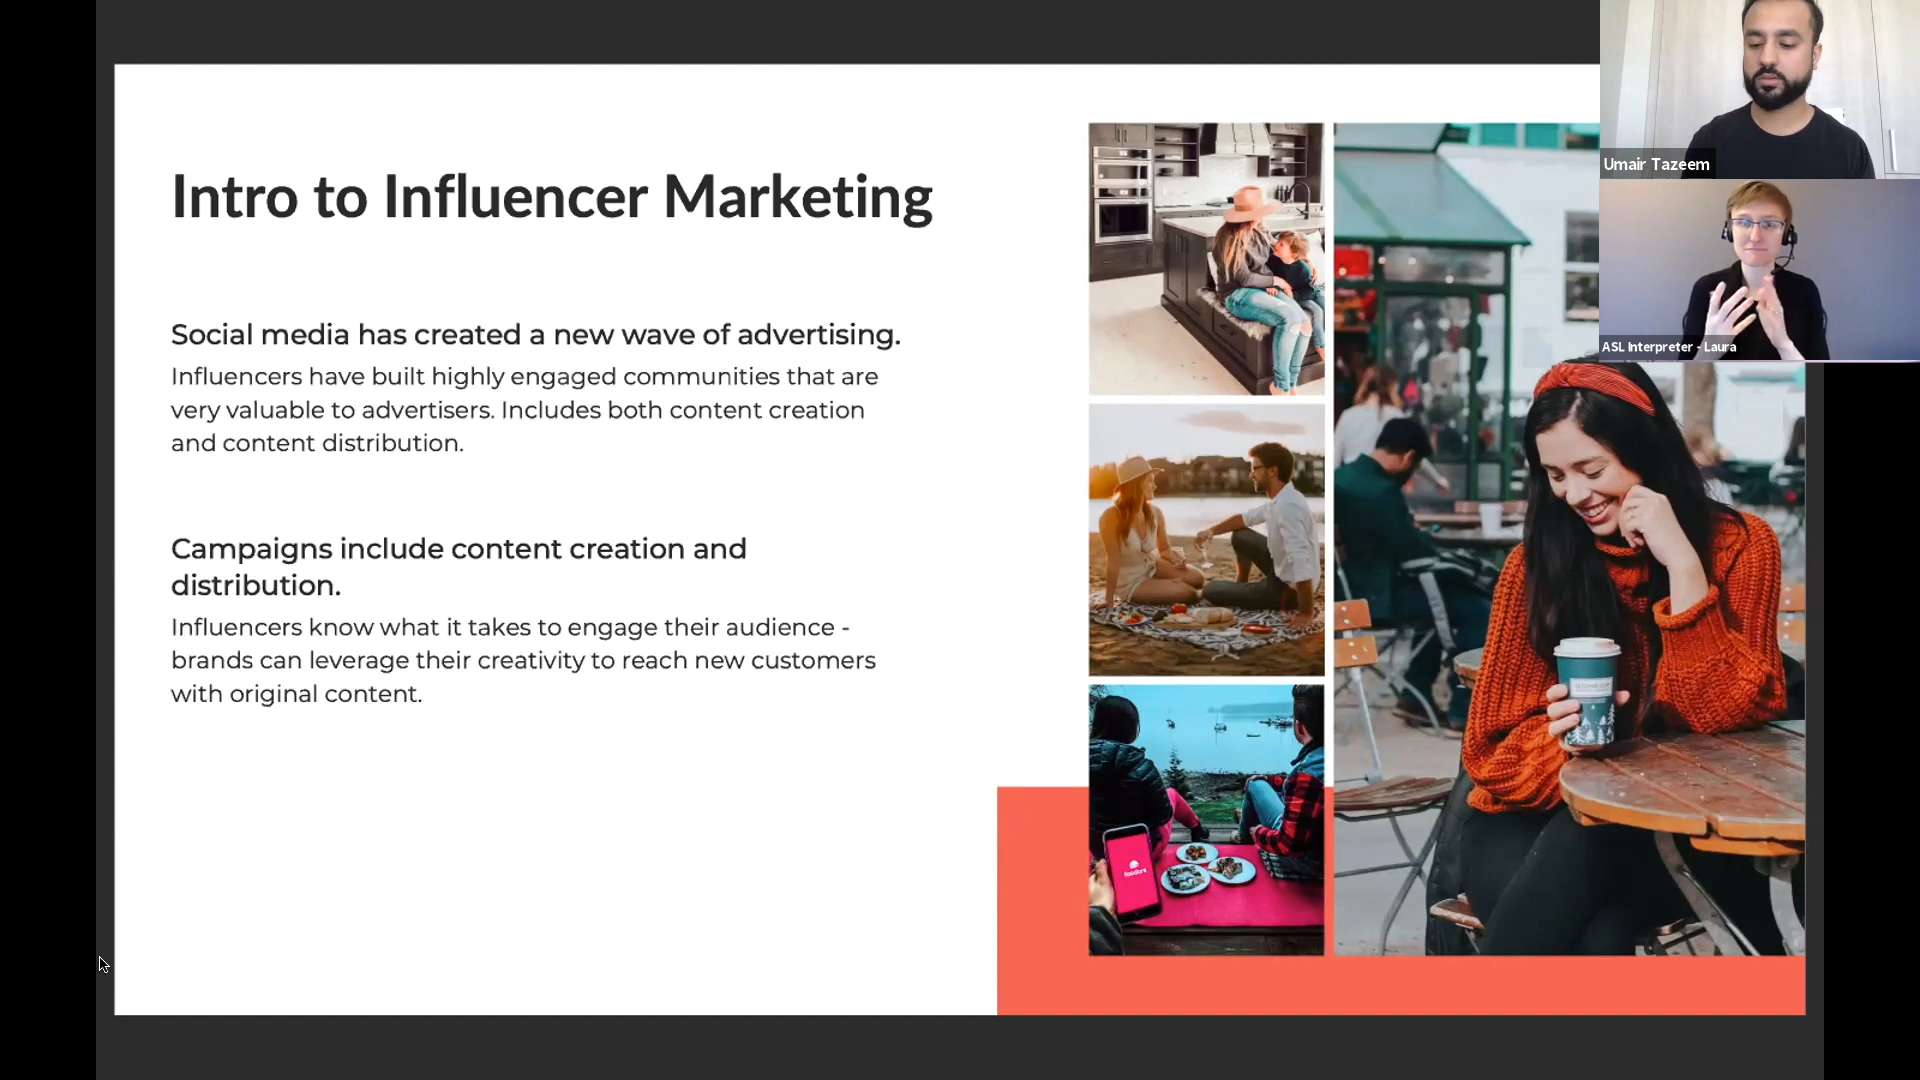 Intro to Influencer Marketing
Social media has created a new wave of advertising.
Influencers have built highly engaged communities that are
very valuable to advertisers. Includes both content creation
and content distribution.
Campaigns include content creation and
distribution.
Influencers know what it takes to engage their audience -
brands can leverage their creativity to reach new customers
with original content.
Umair Tazeem
ASL Interpreter - Laura
foodora
SECOND CUP